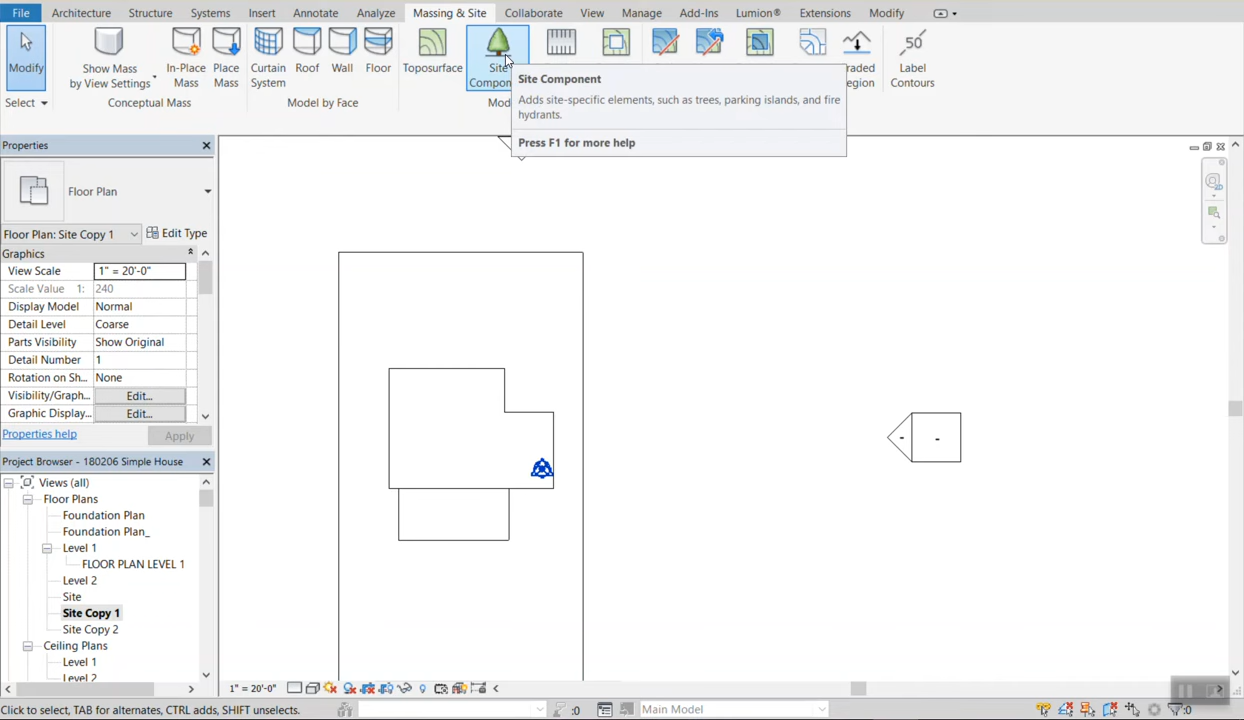 File Architecture Structure Systems Insert Annotate Analyze Massing & Site Collaborate View Manage Add-Ins Lumion® Extensions Modify
Modify
Show Mass
by View Settings
In-Place
Mass
Place
Mass
Curtain
System
Roof
Wall
Floor
Toposurface
Site
Compon
raded
egion
Label
Contours
50
Select
Conceptual Mass
Model by Face
Mod
Site Component
Adds site-specific elements, such as trees, parking islands, and fire
hydrants.
Press F1 for more help
Properties
Floor Plan
Floor Plan: Site Copy 1
Edit Type
Graphics
View Scale 1" = 20'-0"
Scale Value 1: 240
Display Model Normal
Detail Level Coarse
Parts Visibility Show Original
Detail Number 1
Rotation on Sh... None
Visibility/Graph... Edit...
Graphic Display... Edit...
Properties help
Apply
Project Browser - 180206 Simple House
Views (all)
Floor Plans
Foundation Plan
Foundation Plan_
Level 1
FLOOR PLAN LEVEL 1
Level 2
Site
Site Copy 1
Site Copy 2
Ceiling Plans
Level 1
Level 2
- -
1" = 20'-0"
Click to select, TAB for alternates, CTRL adds, SHIFT unselects.
:0
Main Model
:0